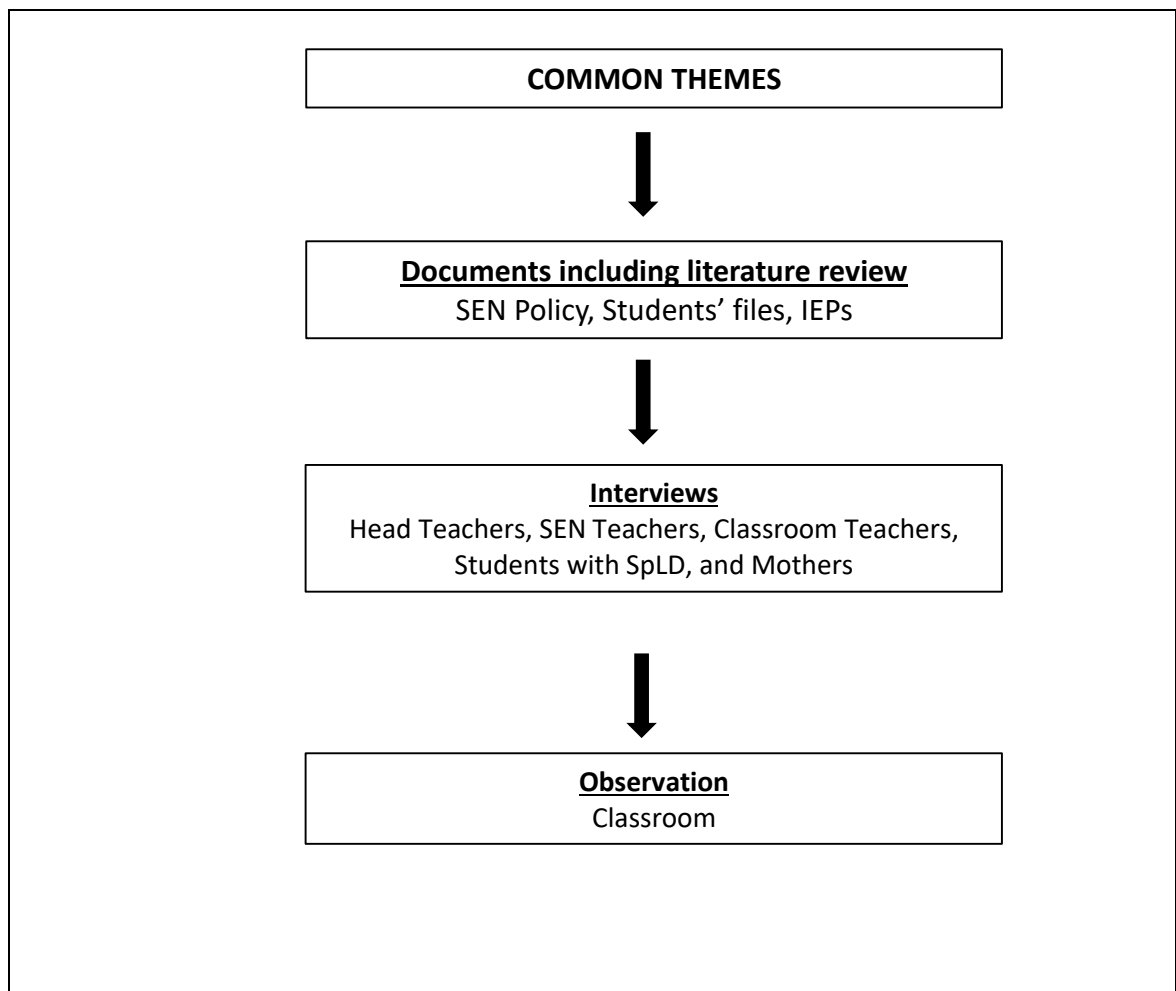 COMMON THEMES
Documents including literature review
SEN Policy, Students’ files, IEPs
Interviews
Head Teachers, SEN Teachers, Classroom Teachers,
Students with SpLD, and Mothers
Observation
Classroom